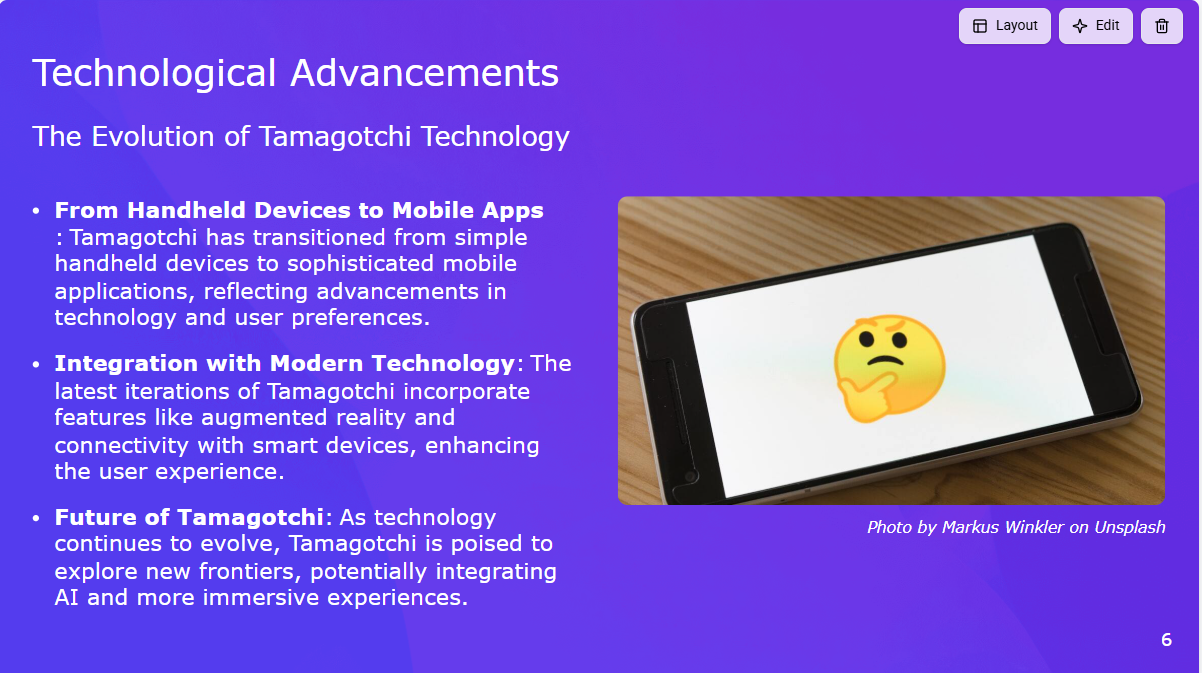 Layout
Edit
Technological Advancements
The Evolution of Tamagotchi Technology
• From Handheld Devices to Mobile Apps
: Tamagotchi has transitioned from simple
handheld devices to sophisticated mobile
applications, reflecting advancements in
technology and user preferences.
• Integration with Modern Technology: The
latest iterations of Tamagotchi incorporate
features like augmented reality and
connectivity with smart devices, enhancing
the user experience.
• Future of Tamagotchi: As technology
continues to evolve, Tamagotchi is poised to
explore new frontiers, potentially integrating
AI and more immersive experiences.
Photo by Markus Winkler on Unsplash
6